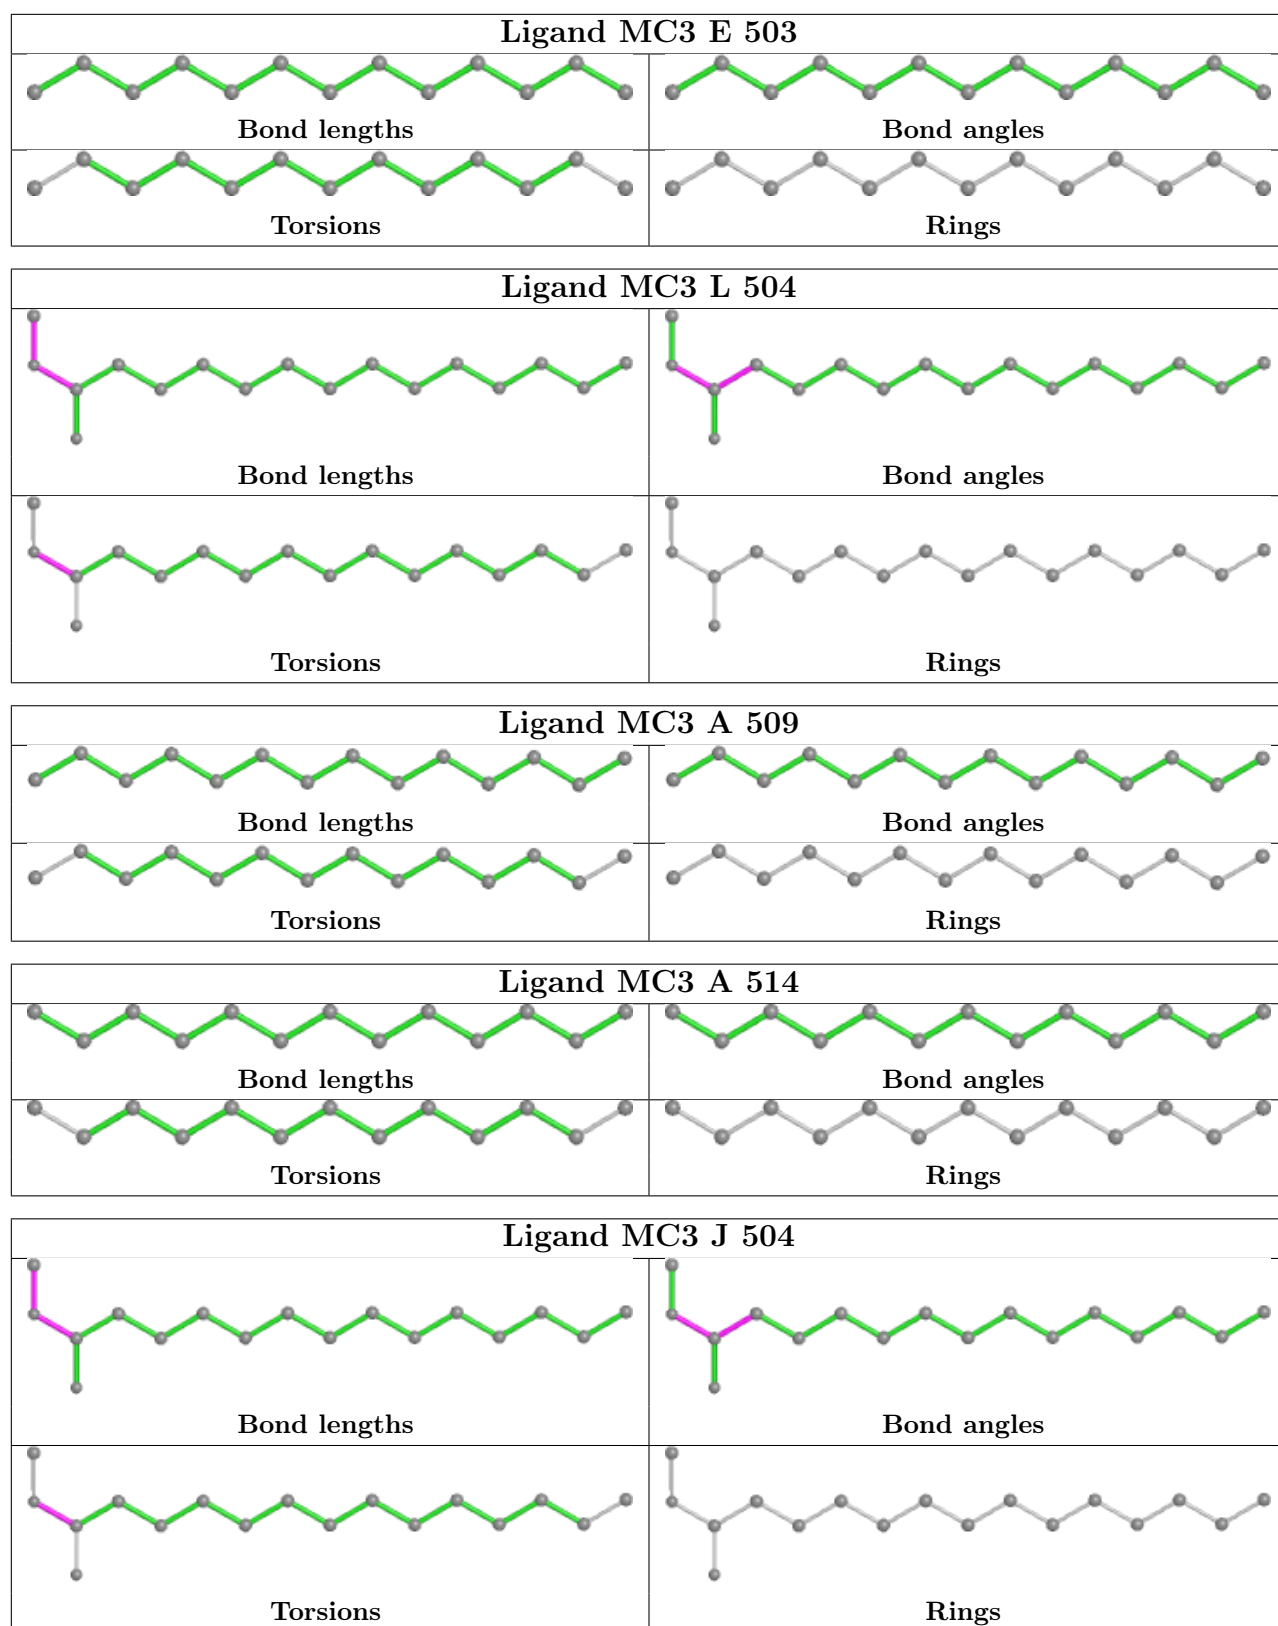 Ligand MC3 E 503
Bond lengths
Bond angles
Torsions
Rings
Ligand MC3 L 504
Bond lengths
Bond angles
Torsions
Rings
Ligand MC3 A 509
Bond lengths
Bond angles
Torsions
Rings
Ligand MC3 A 514
Bond lengths
Bond angles
Torsions
Rings
Ligand MC3 J 504
Bond lengths
Bond angles
Torsions
Rings